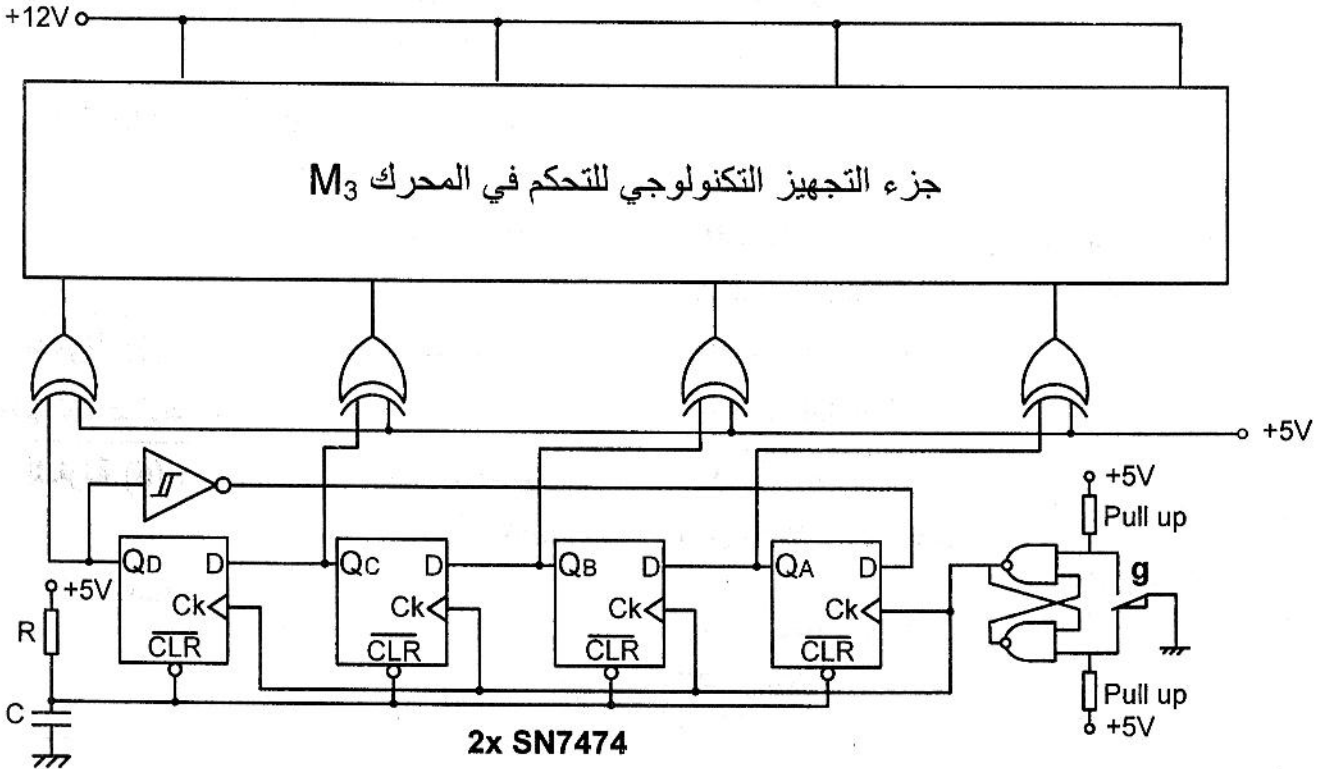 +12V
جزء التجهيز التكنولوجي للتحكم في المحرك M3
+5V
+5V
Pull up
g
QD D
Ck
CLR
QC D
Ck
CLR
QB D
Ck
CLR
QA D
Ck
CLR
+5V
R
C
Pull up
+5V
2x SN7474